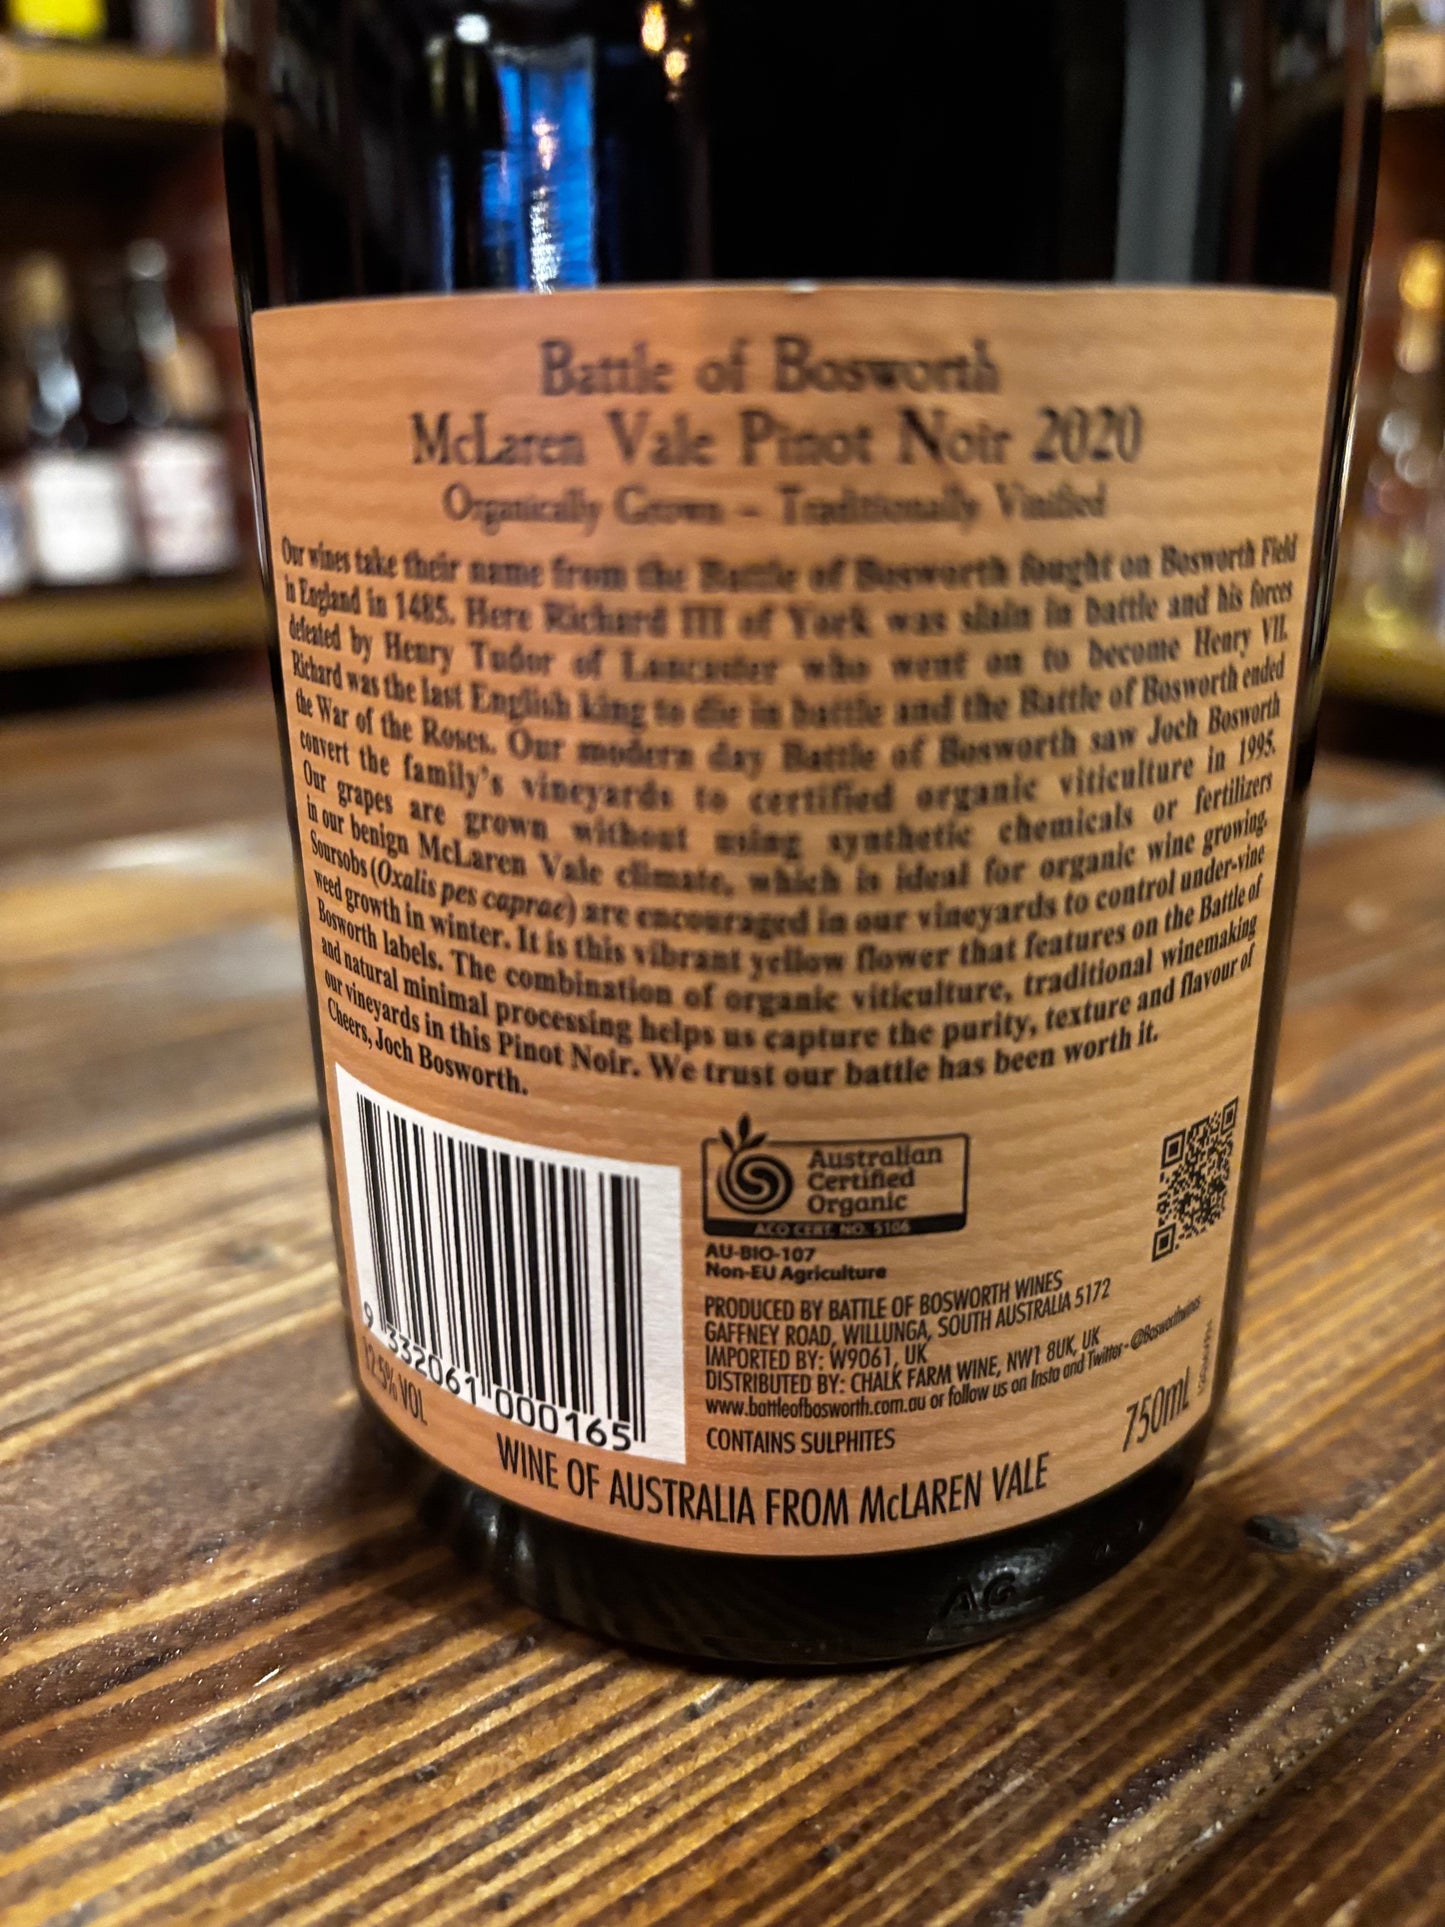 Battle of Bosworth
McLaren Vale Pinot Noir 2020
Organically Grown – Traditionally Vinified
Our wines take their name from the Battle of Bosworth fought on Bosworth Field
in England in 1485. Here Richard III of York was slain in battle and his forces
defeated by Henry Tudor of Lancaster who went on to become Henry VII.
Richard was the last English king to die in battle and the Battle of Bosworth ended
the War of the Roses. Our modern day Battle of Bosworth saw Joch Bosworth
convert the family's vineyards to certified organic viticulture in 1995.
Our grapes are grown without using synthetic chemicals or fertilizers
in our benign McLaren Vale climate, which is ideal for organic wine growing.
Soursobs (Oxalis pes caprae) are encouraged in our vineyards to control under-vine
weed growth in winter. It is this vibrant yellow flower that features on the Battle of
Bosworth labels. The combination of organic viticulture, traditional winemaking
and natural minimal processing helps us capture the purity, texture and flavour of
our vineyards in this Pinot Noir. We trust our battle has been worth it.
Cheers, Joch Bosworth.
Australian
Certified
Organic
ACO CERT. NO. 5106
AU-BIO-107
Non-EU Agriculture
PRODUCED BY BATTLE OF BOSWORTH WINES
GAFFNEY ROAD, WILLUNGA, SOUTH AUSTRALIA 5172
IMPORTED BY: W9061, UK
DISTRIBUTED BY: CHALK FARM WINE, NW1 8UK, UK
www.battleofbosworth.com.au or follow us on Insta and Twitter - @Bosworthwines
CONTAINS SULPHITES
9 332061 000165
12.5% VOL
750mL
WINE OF AUSTRALIA FROM McLAREN VALE
AG